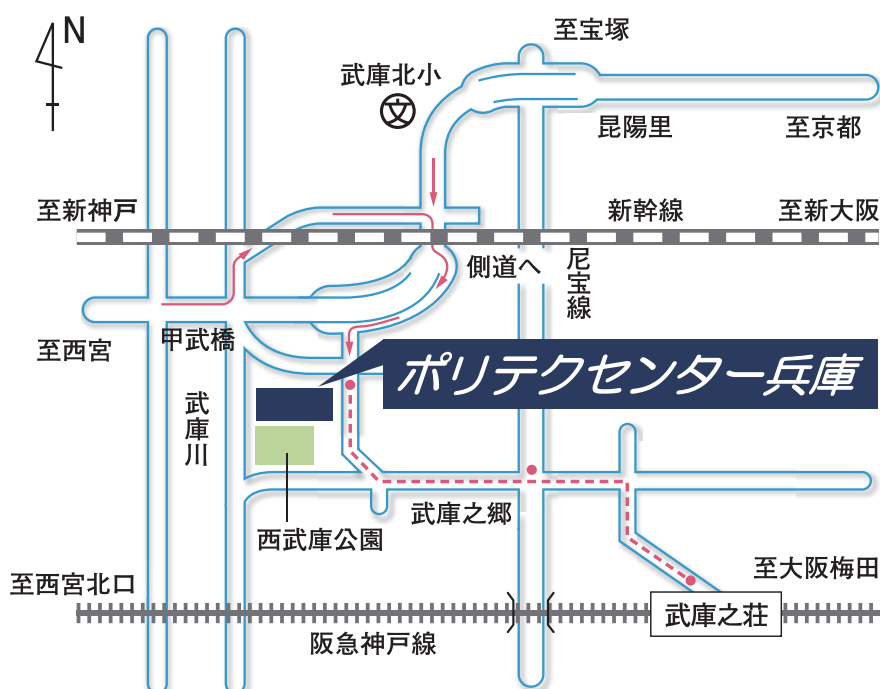 N
至宝塚
武庫北小
文
昆陽里
至京都
至新神戸
新幹線
至新大阪
側道へ
尼宝線
甲武橋
至西宮
ポリテクセンター兵庫
武庫川
武庫之郷
西武庫公園
至西宮北口
至大阪梅田
武庫之荘
阪急神戸線